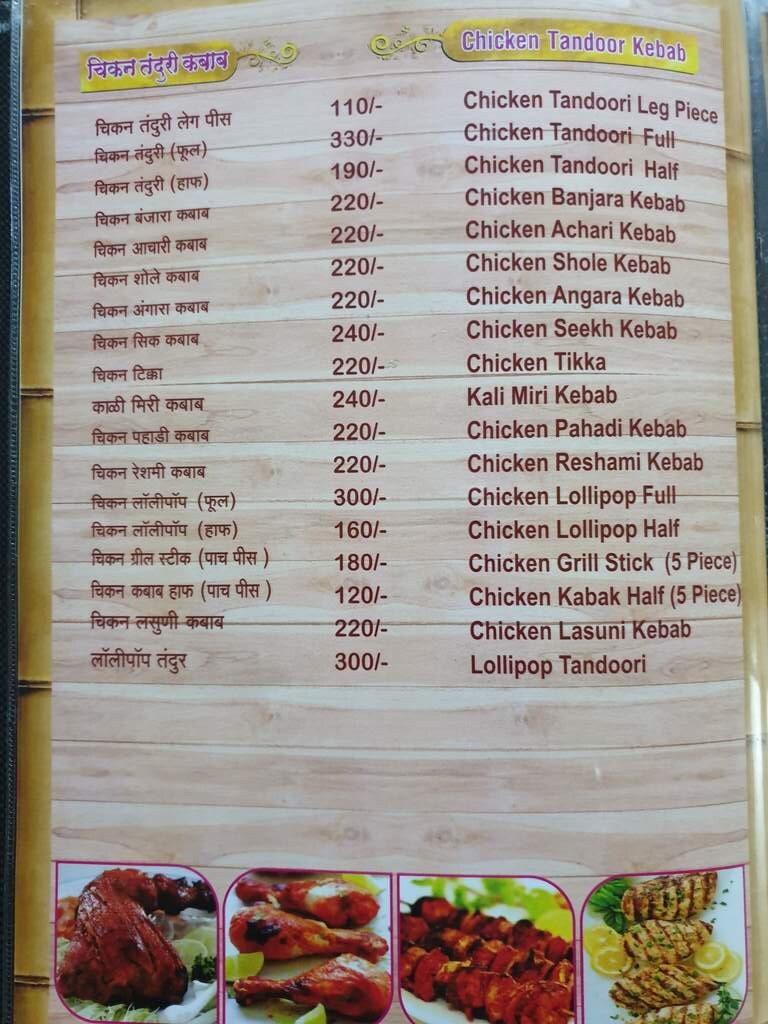 चिकन तंदुरी कबाब Chicken Tandoor Kebab
चिकन तंदुरी लेग पीस 110/- Chicken Tandoori Leg Piece
चिकन तंदुरी (फूल) 330/- Chicken Tandoori Full
चिकन तंदुरी (हाफ) 190/- Chicken Tandoori Half
चिकन बंजारा कबाब 220/- Chicken Banjara Kebab
चिकन आचारी कबाब 220/- Chicken Achari Kebab
चिकन शोले कबाब 220/- Chicken Shole Kebab
चिकन अंगारा कबाब 220/- Chicken Angara Kebab
चिकन सिक कबाब 240/- Chicken Seekh Kebab
चिकन टिक्का 220/- Chicken Tikka
काळी मिरी कबाब 240/- Kali Miri Kebab
चिकन पहाडी कबाब 220/- Chicken Pahadi Kebab
चिकन रेशमी कबाब 220/- Chicken Reshami Kebab
चिकन लॉलीपॉप (फूल) 300/- Chicken Lollipop Full
चिकन लॉलीपॉप (हाफ) 160/- Chicken Lollipop Half
चिकन ग्रील स्टीक (पाच पीस ) 180/- Chicken Grill Stick (5 Piece)
चिकन कबाब हाफ (पाच पीस ) 120/- Chicken Kabak Half (5 Piece)
चिकन लसुणी कबाब 220/- Chicken Lasuni Kebab
लॉलीपॉप तंदुर 300/- Lollipop Tandoori